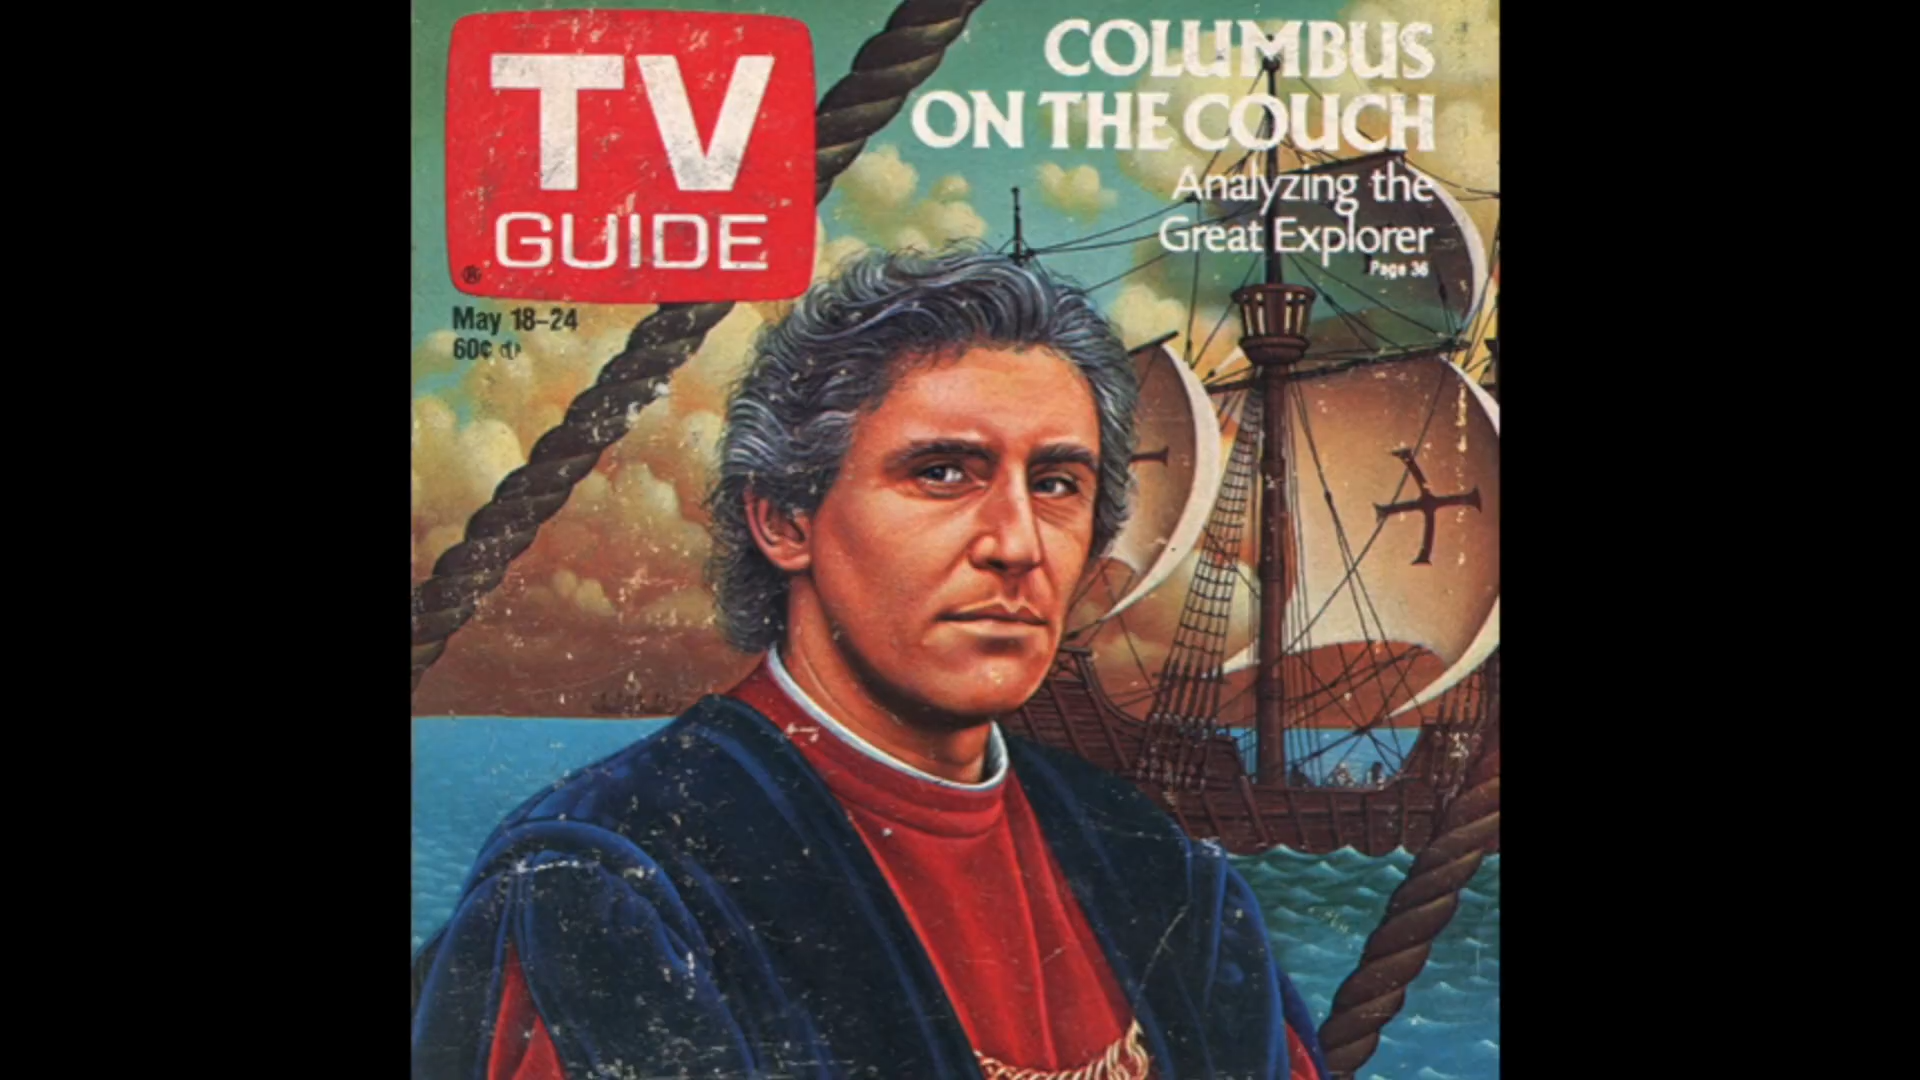 TV
GUIDE
®
May 18–24
60¢
COLUMBUS
ON THE COUCH
Analyzing the
Great Explorer
Page 36